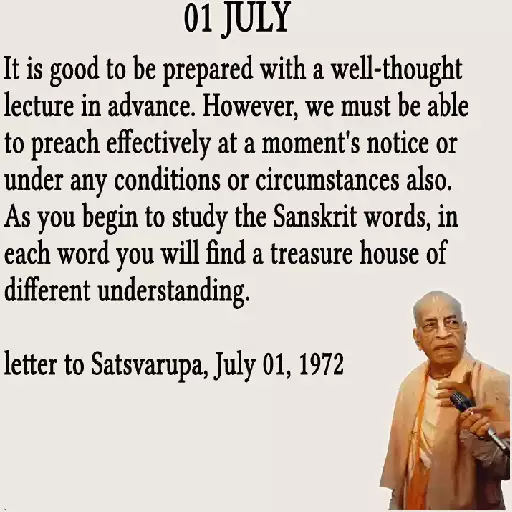 01 JULY
It is good to be prepared with a well-thought
lecture in advance. However, we must be able
to preach effectively at a moment's notice or
under any conditions or circumstances also.
As you begin to study the Sanskrit words, in
each word you will find a treasure house of
different understanding.
letter to Satsvarupa, July 01, 1972